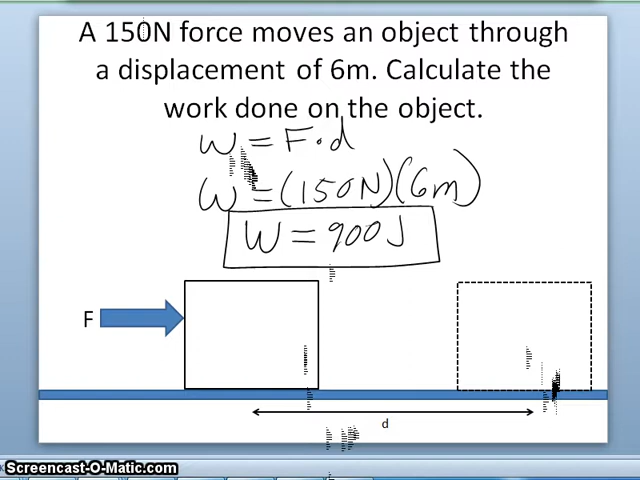 A 150N force moves an object through
a displacement of 6m. Calculate the
work done on the object.
W = F·d
W = (150N)(6m)
W = 900J
F
d
Screencast-O-Matic.com